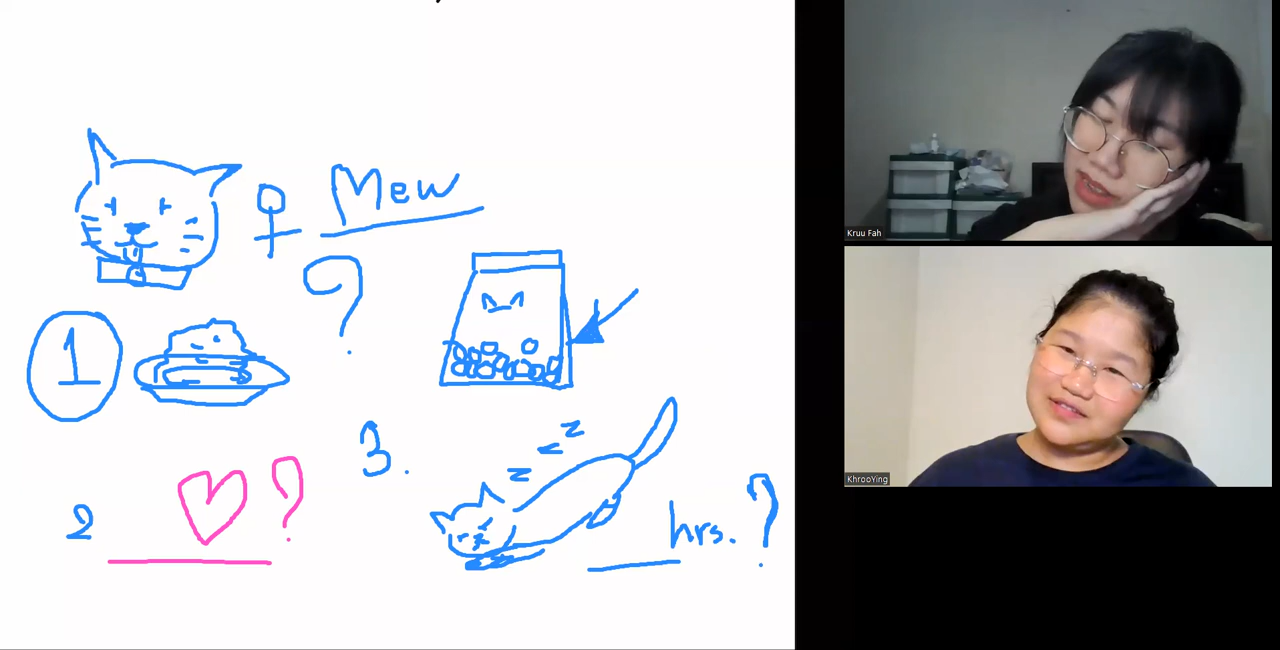 Mew
?
1
2 ?
3.
z z z
hrs. ?
Kruu Fah
KhrooYing